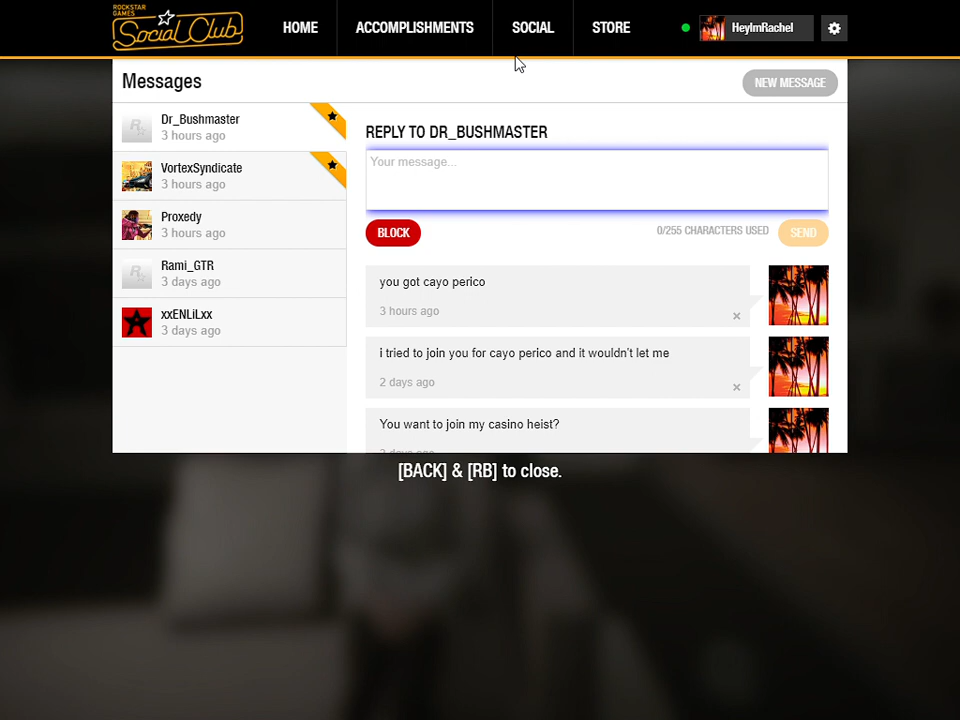 ROCKSTAR
GAMES
Social Club
HOME
ACCOMPLISHMENTS
SOCIAL
STORE
HeyImRachel
Messages
NEW MESSAGE
Dr_Bushmaster
3 hours ago
VortexSyndicate
3 hours ago
Proxedy
3 hours ago
Rami_GTR
3 days ago
xxENLiLxx
3 days ago
REPLY TO DR_BUSHMASTER
Your message...
BLOCK
0/255 CHARACTERS USED
SEND
you got cayo perico
3 hours ago
i tried to join you for cayo perico and it wouldn't let me
2 days ago
You want to join my casino heist?
[BACK] & [RB] to close.